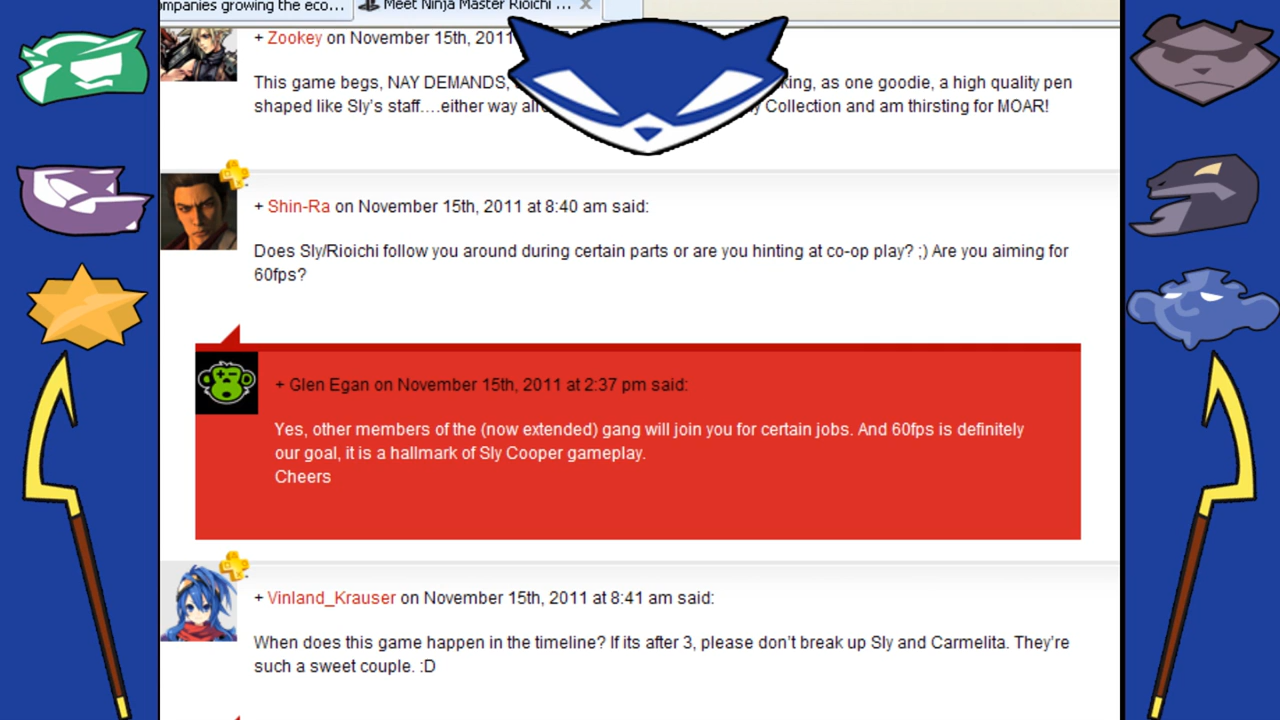 mpanies growing the eco...
Meet Ninja Master Rioichi ...
+ Zookey on November 15th, 2011
This game begs, NAY DEMANDS, king, as one goodie, a high quality pen
shaped like Sly's staff....either way Collection and am thirsting for MOAR!
+ Shin-Ra on November 15th, 2011 at 8:40 am said:
Does Sly/Rioichi follow you around during certain parts or are you hinting at co-op play? ;) Are you aiming for
60fps?
+ Glen Egan on November 15th, 2011 at 2:37 pm said:
Yes, other members of the (now extended) gang will join you for certain jobs. And 60fps is definitely
our goal, it is a hallmark of Sly Cooper gameplay.
Cheers
+ Vinland_Krauser on November 15th, 2011 at 8:41 am said:
When does this game happen in the timeline? If its after 3, please don't break up Sly and Carmelita. They're
such a sweet couple. :D